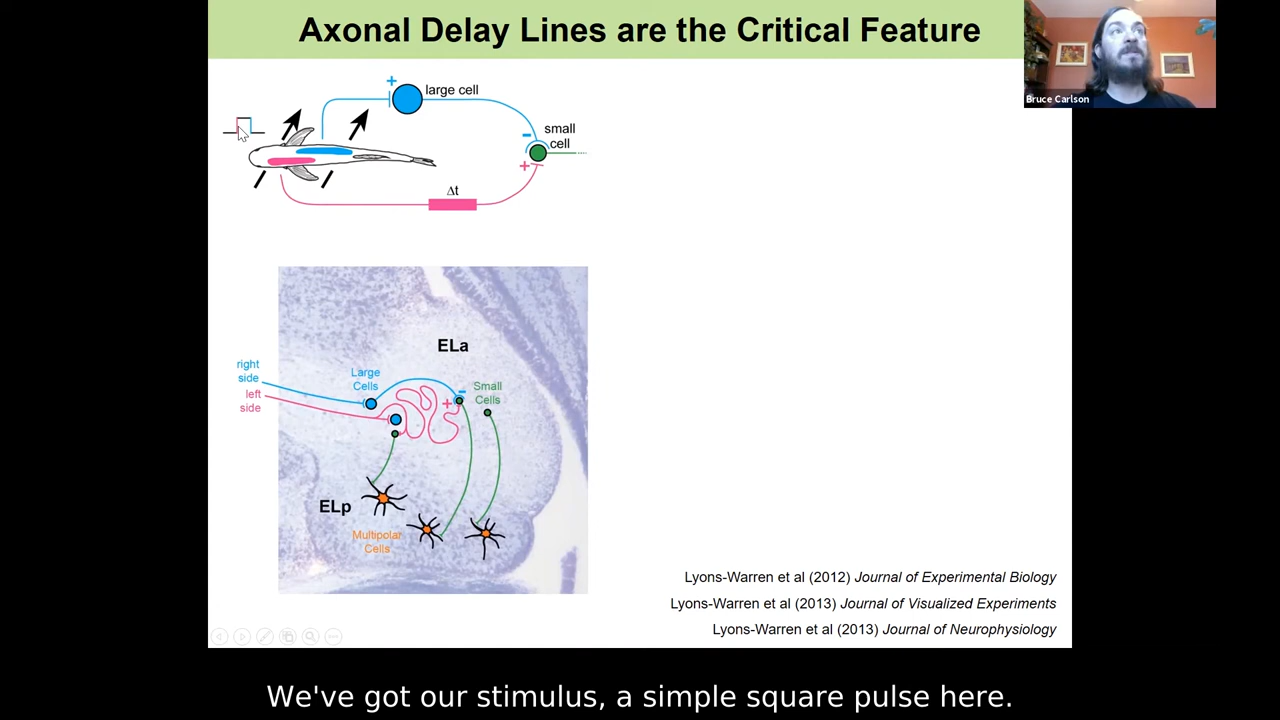 Axonal Delay Lines are the Critical Feature
Bruce Carlson
+
large cell
small
cell
-
+
Δt
ELa
right
side
left
side
Large
Cells
-
+
Small
Cells
ELp
Multipolar
Cells
Lyons-Warren et al (2012) Journal of Experimental Biology
Lyons-Warren et al (2013) Journal of Visualized Experiments
Lyons-Warren et al (2013) Journal of Neurophysiology
We've got our stimulus, a simple square pulse here.